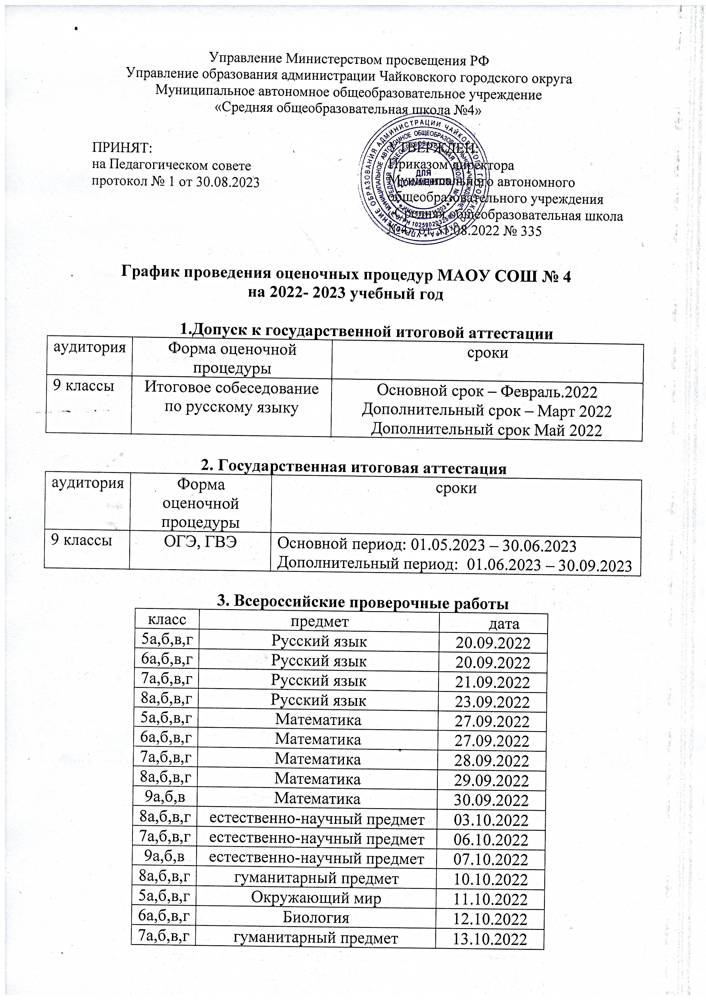 Управление Министерством просвещения РФ
Управление образования администрации Чайковского городского округа
Муниципальное автономное общеобразовательное учреждение
«Средняя общеобразовательная школа №4»
ПРИНЯТ:
на Педагогическом совете
протокол № 1 от 30.08.2023
УТВЕРЖДЕН:
Приказом директора
Муниципального автономного
общеобразовательного учреждения
«Средняя общеобразовательная школа
№4» от 31.08.2022 № 335
ДЛЯ
ДОКУМЕНТОВ
График проведения оценочных процедур МАОУ СОШ № 4
на 2022- 2023 учебный год
1.Допуск к государственной итоговой аттестации
аудитория Форма оценочной сроки
процедуры
9 классы Итоговое собеседование Основной срок – Февраль.2022
по русскому языку Дополнительный срок – Март 2022
Дополнительный срок Май 2022
2. Государственная итоговая аттестация
аудитория Форма сроки
оценочной
процедуры
9 классы ОГЭ, ГВЭ Основной период: 01.05.2023 – 30.06.2023
Дополнительный период: 01.06.2023 – 30.09.2023
3. Всероссийские проверочные работы
класс предмет дата
5а,б,в,г Русский язык 20.09.2022
6а,б,в,г Русский язык 20.09.2022
7а,б,в,г Русский язык 21.09.2022
8а,б,в,г Русский язык 23.09.2022
5а,б,в,г Математика 27.09.2022
6а,б,в,г Математика 27.09.2022
7а,б,в,г Математика 28.09.2022
8а,б,в,г Математика 29.09.2022
9а,б,в Математика 30.09.2022
8а,б,в,г естественно-научный предмет 03.10.2022
7а,б,в,г естественно-научный предмет 06.10.2022
9а,б,в естественно-научный предмет 07.10.2022
8а,б,в,г гуманитарный предмет 10.10.2022
5а,б,в,г Окружающий мир 11.10.2022
6а,б,в,г Биология 12.10.2022
7а,б,в,г гуманитарный предмет 13.10.2022